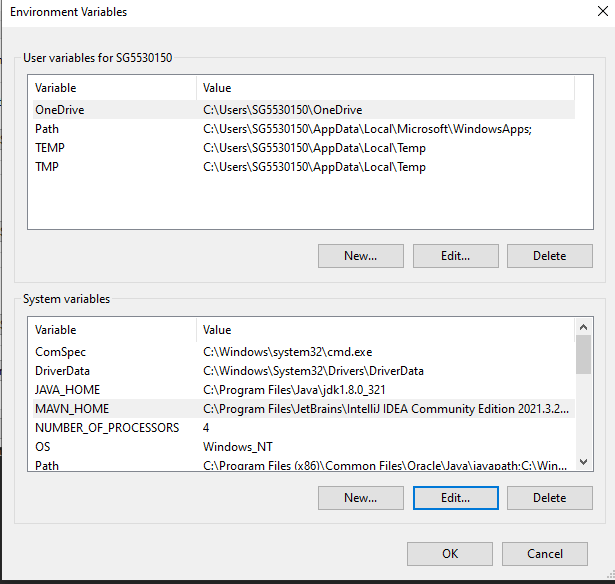 Environment Variables
User variables for SG5530150
Variable Value
OneDrive C:\Users\SG5530150\OneDrive
Path C:\Users\SG5530150\AppData\Local\Microsoft\WindowsApps;
TEMP C:\Users\SG5530150\AppData\Local\Temp
TMP C:\Users\SG5530150\AppData\Local\Temp
New... Edit... Delete
System variables
Variable Value
ComSpec C:\Windows\system32\cmd.exe
DriverData C:\Windows\System32\Drivers\DriverData
JAVA_HOME C:\Program Files\Java\jdk1.8.0_321
MAVN_HOME C:\Program Files\JetBrains\IntelliJ IDEA Community Edition 2021.3.2...
NUMBER_OF_PROCESSORS 4
OS Windows_NT
Path C:\Program Files (x86)\Common Files\Oracle\Java\javapath;C:\Win...
New... Edit... Delete
OK Cancel